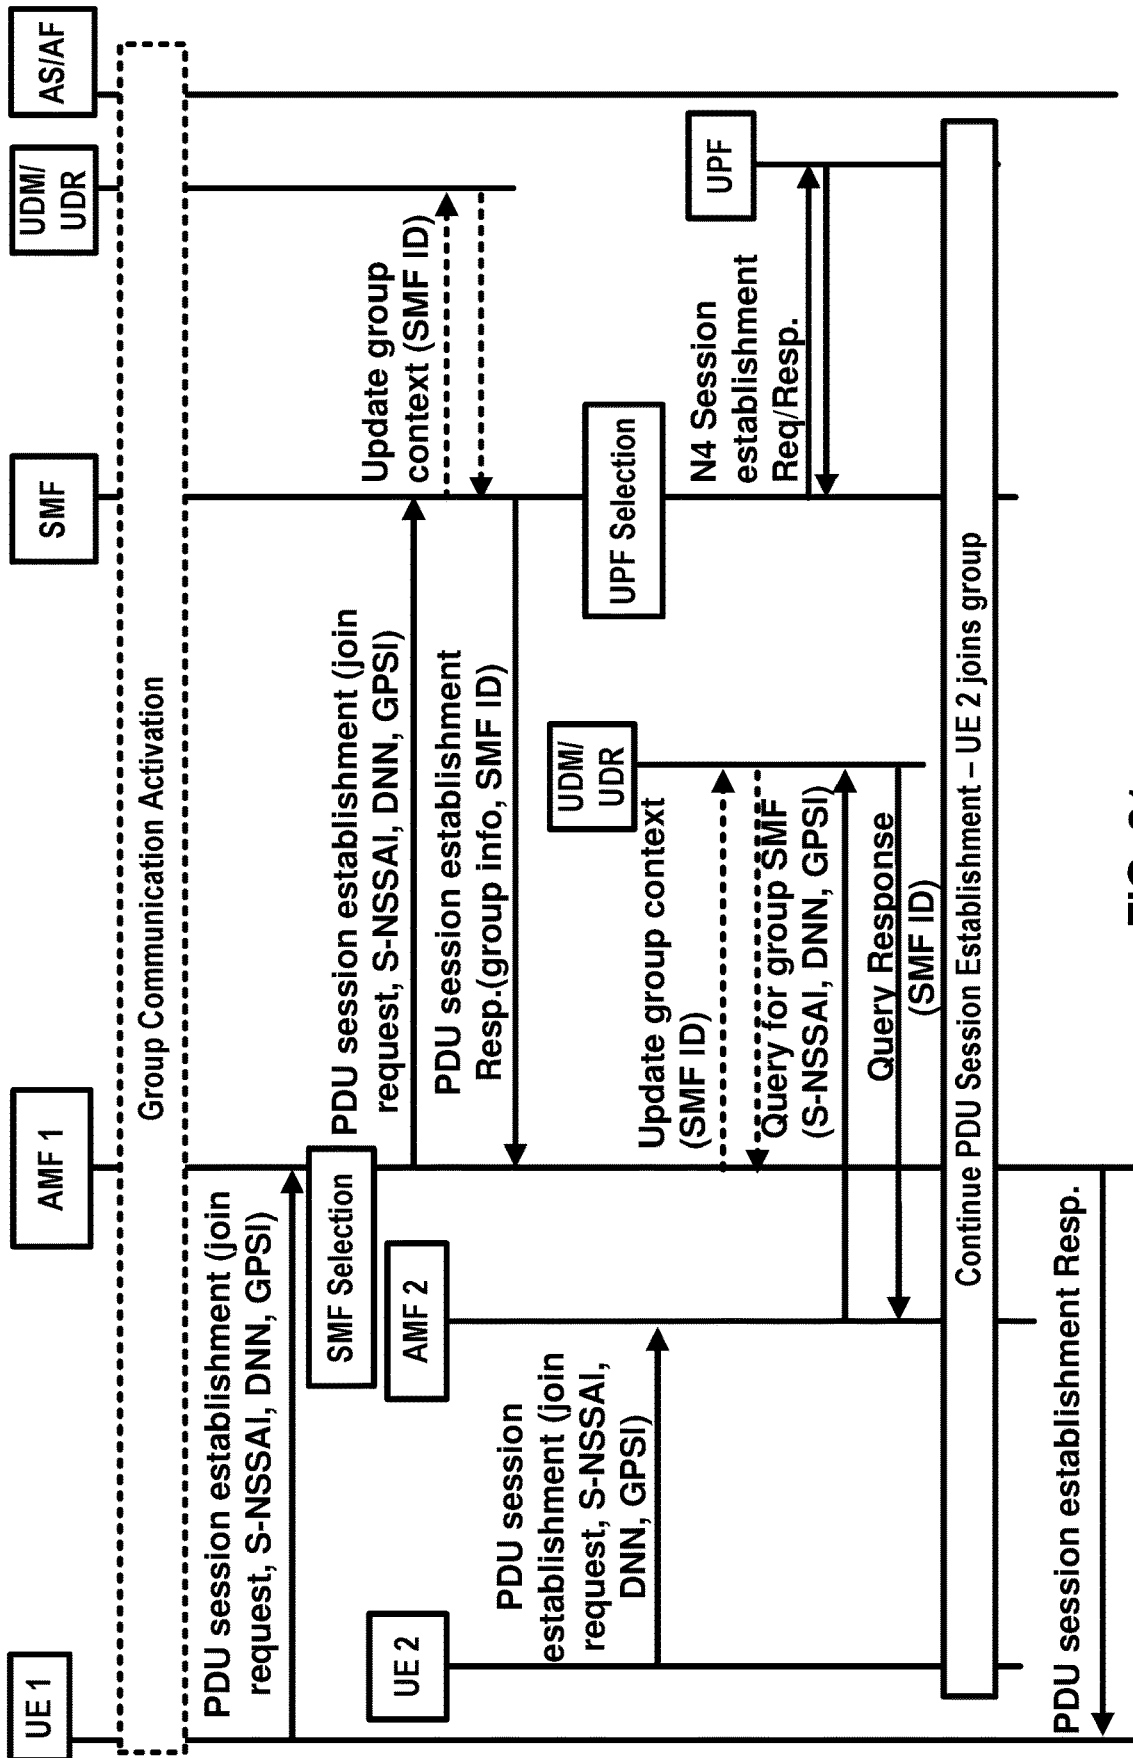 UE 1
AMF 1
SMF
UDM/
UDR
AS/AF
Group Communication Activation
PDU session establishment (join
request, S-NSSAI, DNN, GPSI)
SMF Selection
PDU session establishment (join
request, S-NSSAI, DNN, GPSI)
Update group
context (SMF ID)
PDU session establishment
Resp.(group info, SMF ID)
UE 2
AMF 2
PDU session
establishment (join
request, S-NSSAI,
DNN, GPSI)
UDM/
UDR
UPF Selection
Update group context
(SMF ID)
Query for group SMF
(S-NSSAI, DNN, GPSI)
Query Response
(SMF ID)
UPF
N4 Session
establishment
Req/Resp.
Continue PDU Session Establishment – UE 2 joins group
PDU session establishment Resp.